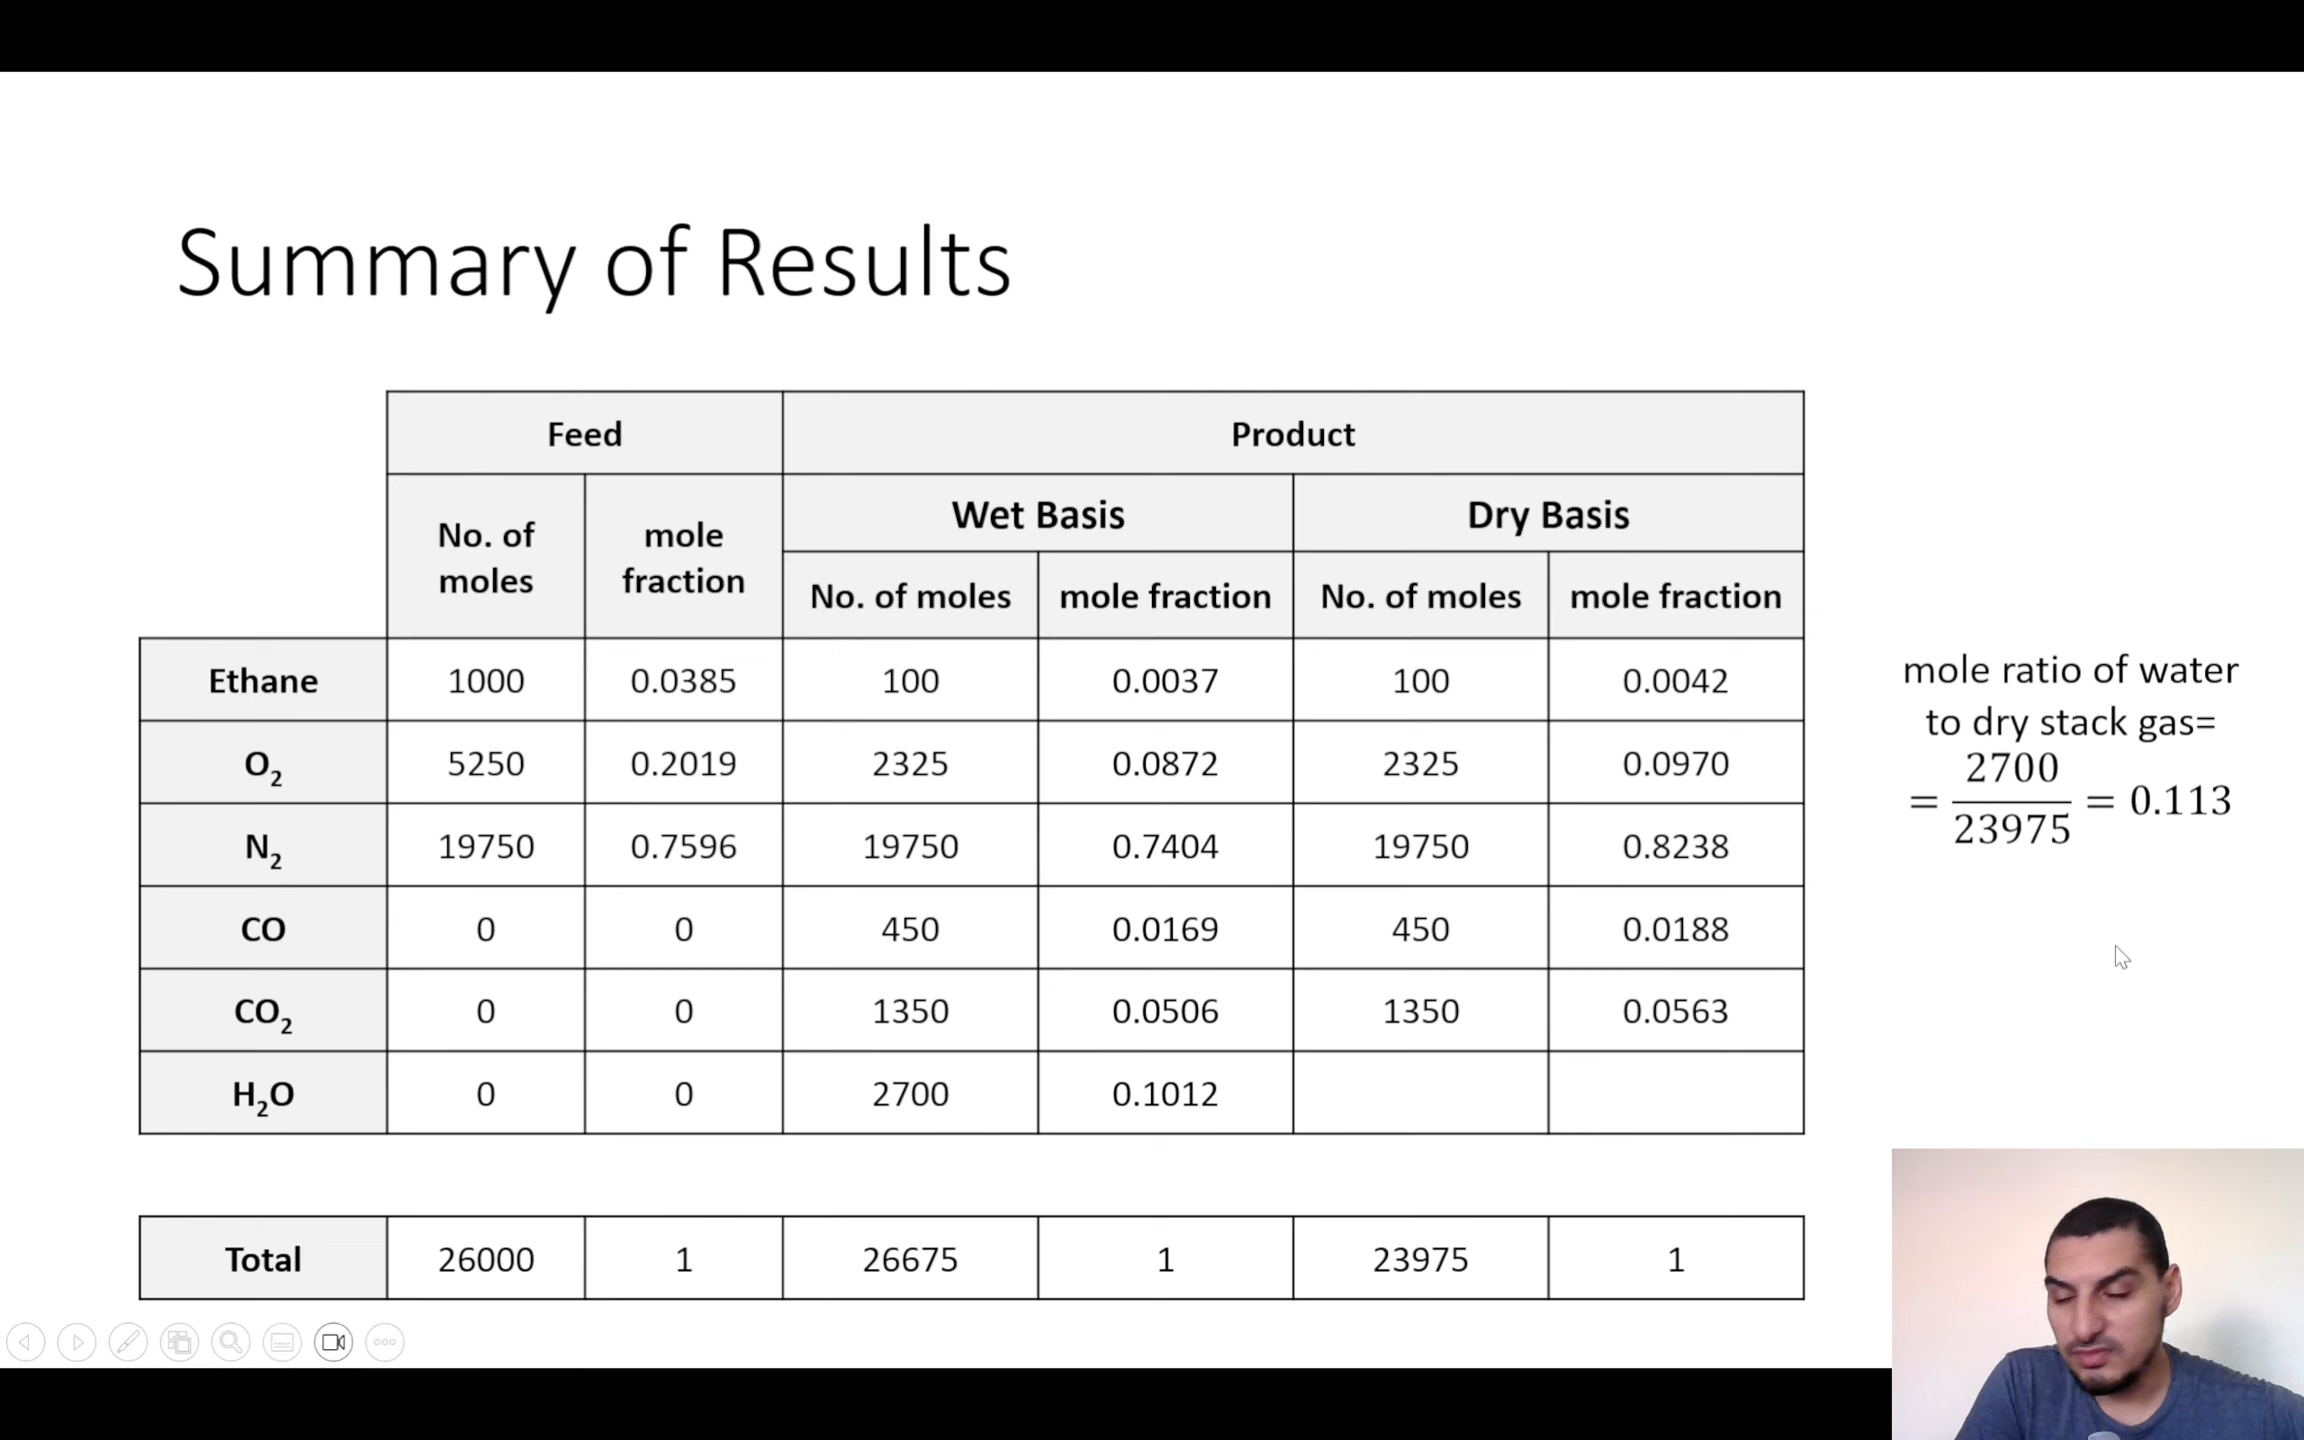 Summary of Results
Feed Product
No. of moles mole fraction Wet Basis Dry Basis
No. of moles mole fraction No. of moles mole fraction
Ethane 1000 0.0385 100 0.0037 100 0.0042
O₂ 5250 0.2019 2325 0.0872 2325 0.0970
N₂ 19750 0.7596 19750 0.7404 19750 0.8238
CO 0 0 450 0.0169 450 0.0188
CO₂ 0 0 1350 0.0506 1350 0.0563
H₂O 0 0 2700 0.1012
Total 26000 1 26675 1 23975 1
mole ratio of water
to dry stack gas=
= 2700/23975 = 0.113